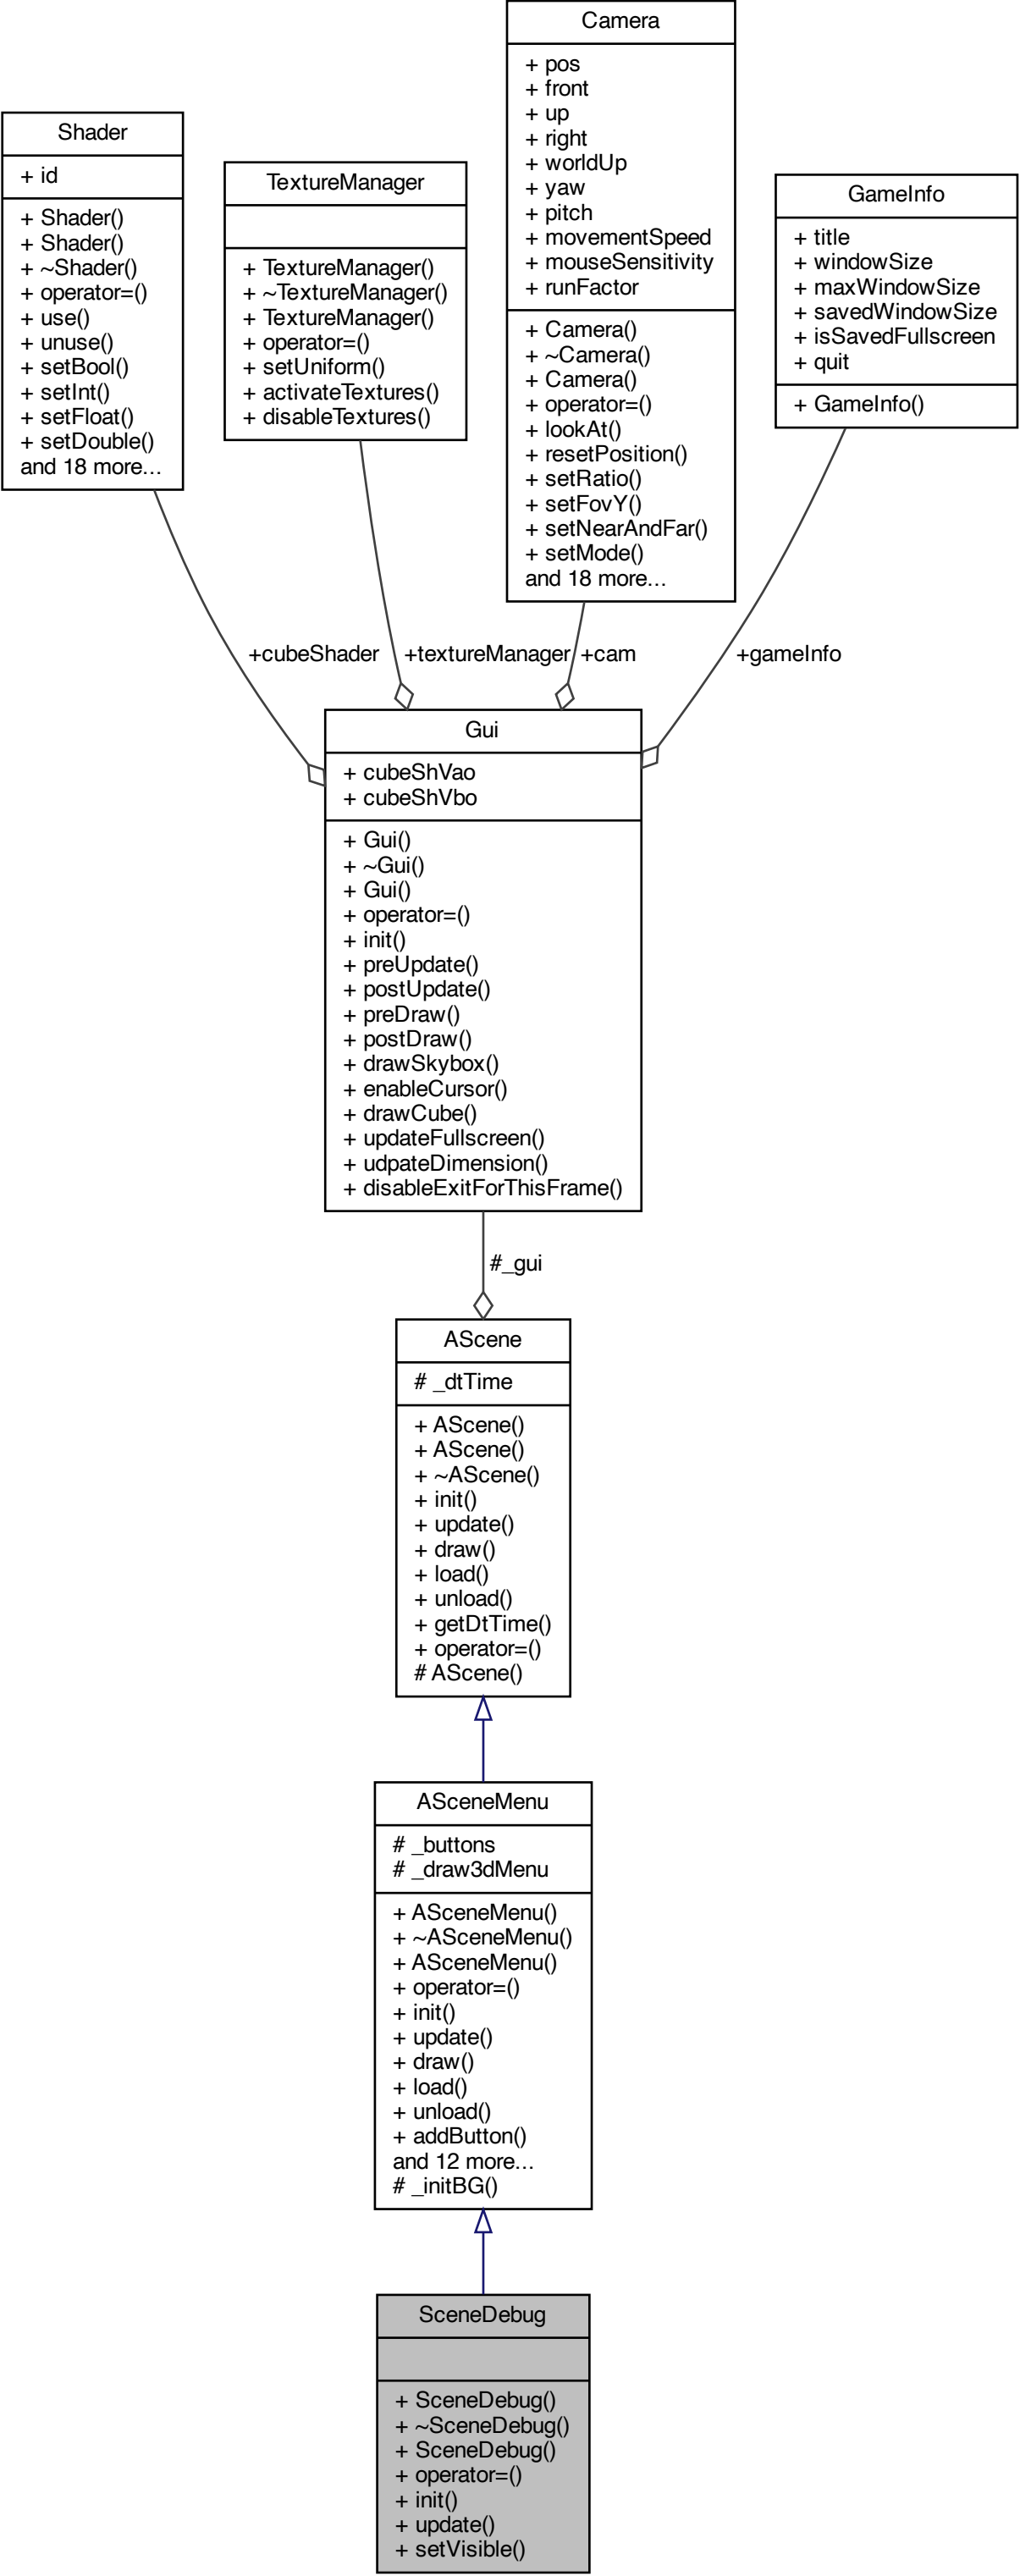 Camera
+ pos
+ front
+ up
+ right
+ worldUp
+ yaw
+ pitch
+ movementSpeed
+ mouseSensitivity
+ runFactor
+ Camera()
+ ~Camera()
+ Camera()
+ operator=()
+ lookAt()
+ resetPosition()
+ setRatio()
+ setFovY()
+ setNearAndFar()
+ setMode()
and 18 more...
Shader
+ id
+ Shader()
+ Shader()
+ ~Shader()
+ operator=()
+ use()
+ unuse()
+ setBool()
+ setInt()
+ setFloat()
+ setDouble()
and 18 more...
TextureManager
+ TextureManager()
+ ~TextureManager()
+ TextureManager()
+ operator=()
+ setUniform()
+ activateTextures()
+ disableTextures()
GameInfo
+ title
+ windowSize
+ maxWindowSize
+ savedWindowSize
+ isSavedFullscreen
+ quit
+ GameInfo()
+cubeShader
+textureManager
+cam
+gameInfo
Gui
+ cubeShVao
+ cubeShVbo
+ Gui()
+ ~Gui()
+ Gui()
+ operator=()
+ init()
+ preUpdate()
+ postUpdate()
+ preDraw()
+ postDraw()
+ drawSkybox()
+ enableCursor()
+ drawCube()
+ updateFullscreen()
+ udpateDimension()
+ disableExitForThisFrame()
#_gui
AScene
# _dtTime
+ AScene()
+ AScene()
+ ~AScene()
+ init()
+ update()
+ draw()
+ load()
+ unload()
+ getDtTime()
+ operator=()
# AScene()
ASceneMenu
# _buttons
# _draw3dMenu
+ ASceneMenu()
+ ~ASceneMenu()
+ ASceneMenu()
+ operator=()
+ init()
+ update()
+ draw()
+ load()
+ unload()
+ addButton()
and 12 more...
# _initBG()
SceneDebug
+ SceneDebug()
+ ~SceneDebug()
+ SceneDebug()
+ operator=()
+ init()
+ update()
+ setVisible()